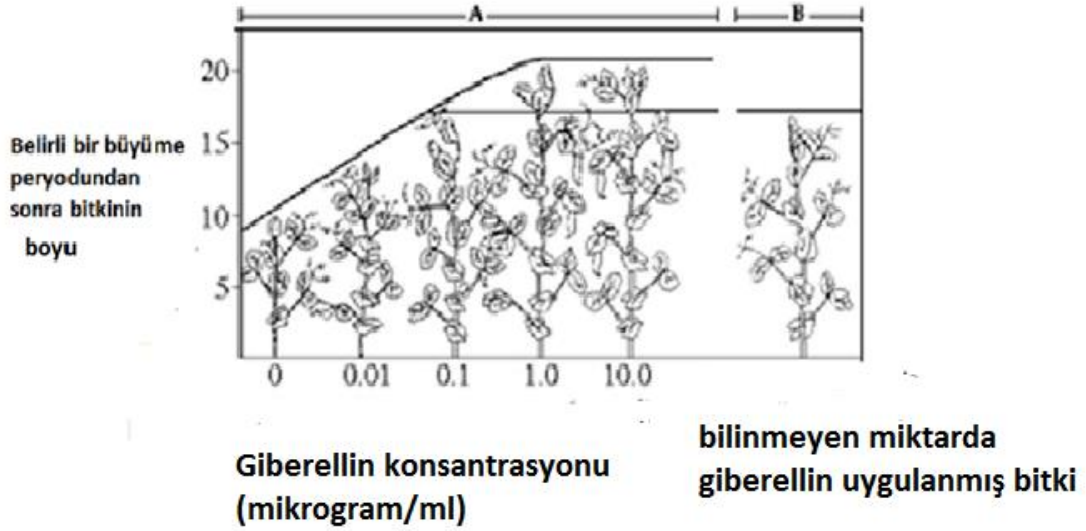 A
B
20
15
10
5
Belirli bir büyüme
peryodundan
sonra bitkinin
boyu
0 0.01 0.1 1.0 10.0
Giberellin konsantrasyonu
(mikrogram/ml)
bilinmeyen miktarda
giberellin uygulanmış bitki